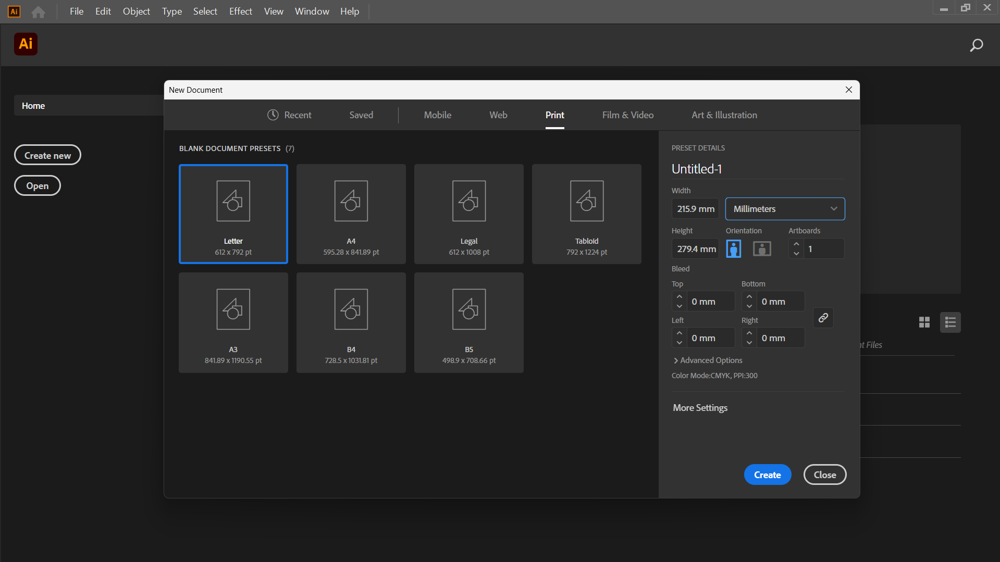 Ai File Edit Object Type Select Effect View Window Help
Ai
New Document
Home
Recent Saved Mobile Web Print Film & Video Art & Illustration
Create new
Open
BLANK DOCUMENT PRESETS (7)
Letter
612 x 792 pt
A4
595.28 x 841.89 pt
Legal
612 x 1008 pt
Tabloid
792 x 1224 pt
A3
841.89 x 1190.55 pt
B4
728.5 x 1031.81 pt
B5
498.9 x 708.66 pt
PRESET DETAILS
Untitled-1
Width
215.9 mm Millimeters
Height Orientation Artboards
279.4 mm 1
Bleed
Top Bottom
0 mm 0 mm
Left Right
0 mm 0 mm
Advanced Options
Color Mode:CMYK, PPI:300
More Settings
Create Close
Files